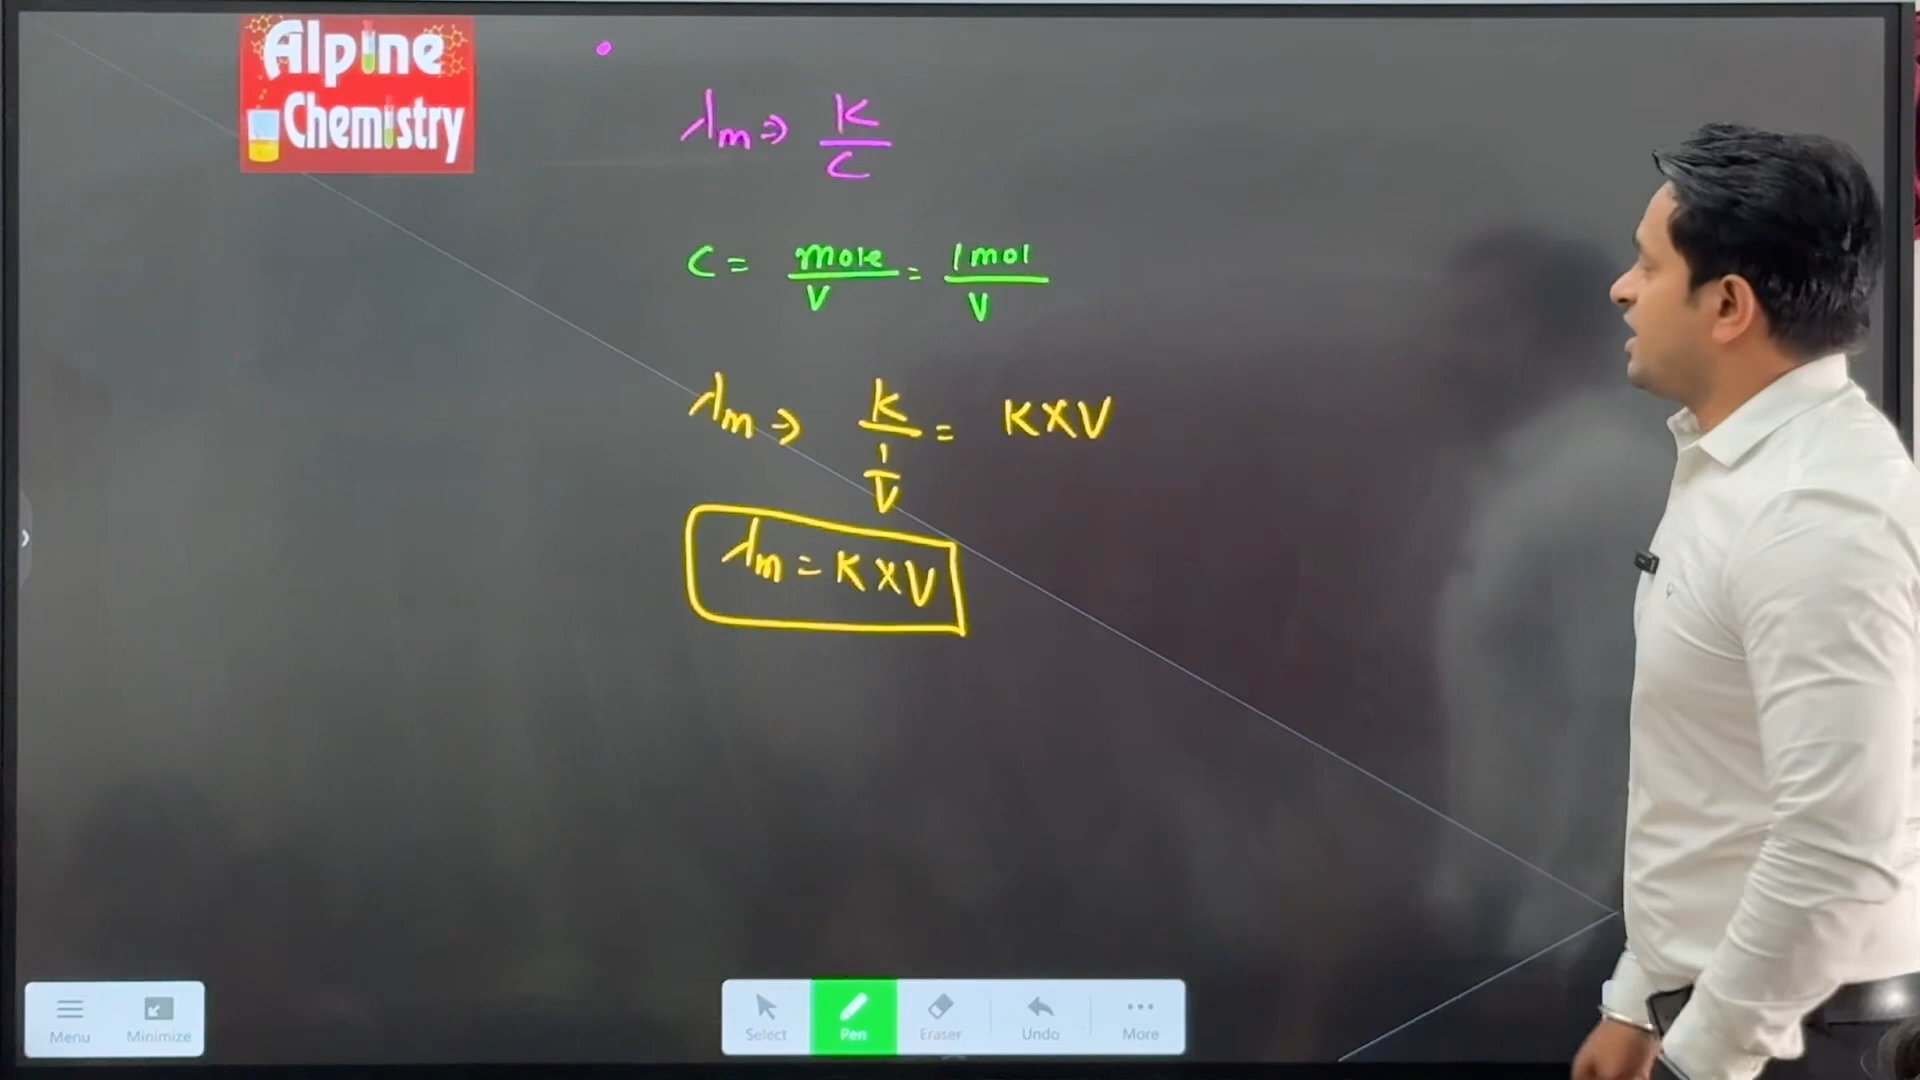 Alpine
Chemistry
λm ⇒ K/C
C = mole/V = 1mol/V
λm ⇒ K/(1/V) = K×V
λm = K×V
Menu
Minimize
Select
Pen
Eraser
Undo
More